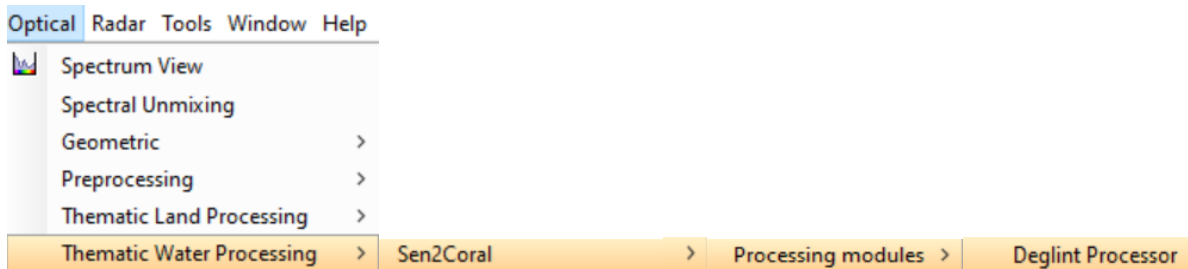 Optical Radar Tools Window Help
Spectrum View
Spectral Unmixing
Geometric >
Preprocessing >
Thematic Land Processing >
Thematic Water Processing > Sen2Coral > Processing modules > Deglint Processor